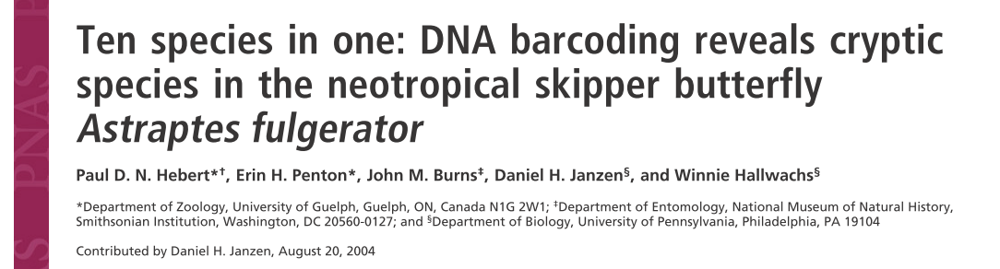 Ten species in one: DNA barcoding reveals cryptic
species in the neotropical skipper butterfly
Astraptes fulgerator
Paul D. N. Hebert*†, Erin H. Penton*, John M. Burns‡, Daniel H. Janzen§, and Winnie Hallwachs§
*Department of Zoology, University of Guelph, Guelph, ON, Canada N1G 2W1; ‡Department of Entomology, National Museum of Natural History,
Smithsonian Institution, Washington, DC 20560-0127; and §Department of Biology, University of Pennsylvania, Philadelphia, PA 19104
Contributed by Daniel H. Janzen, August 20, 2004
PNAS